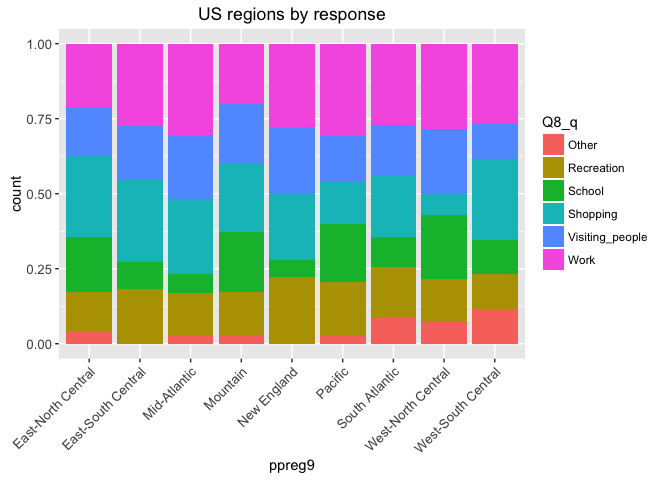 US regions by response
1.00
0.75
0.50
0.25
0.00
count
East-North Central
East-South Central
Mid-Atlantic
Mountain
New England
Pacific
South Atlantic
West-North Central
West-South Central
ppreg9
Q8_q
Other
Recreation
School
Shopping
Visiting_people
Work